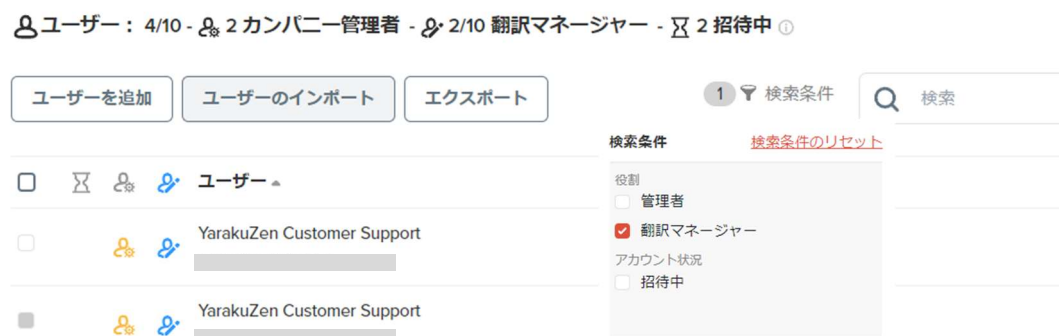 ユーザー： 4/10 - 2 カンパニー管理者 - 2/10 翻訳マネージャー - 2 招待中
ユーザーを追加 ユーザーのインポート エクスポート 1 検索条件 検索
検索条件 検索条件のリセット
ユーザー
役割
管理者
翻訳マネージャー
アカウント状況
招待中
YarakuZen Customer Support
YarakuZen Customer Support